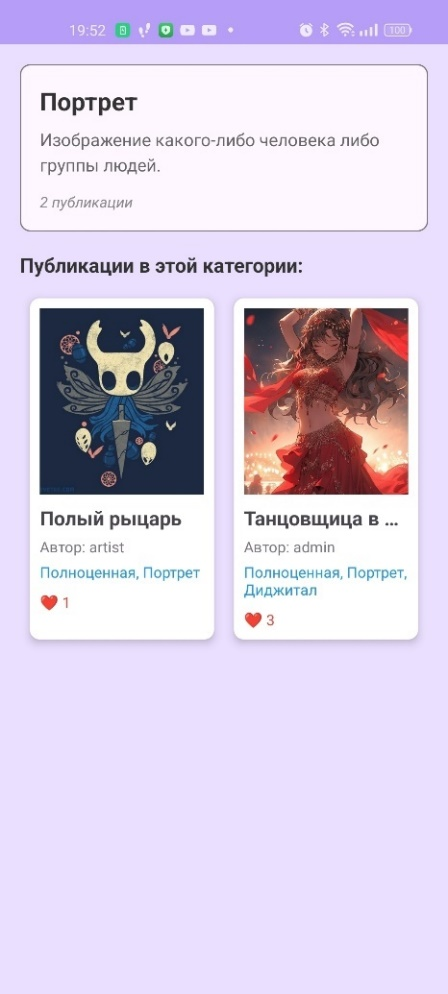 19:52
100
Портрет
Изображение какого-либо человека либо
группы людей.
2 публикации
Публикации в этой категории:
Полый рыцарь
Автор: artist
Полноценная, Портрет
❤️ 1
Танцовщица в ...
Автор: admin
Полноценная, Портрет,
Диджитал
❤️ 3